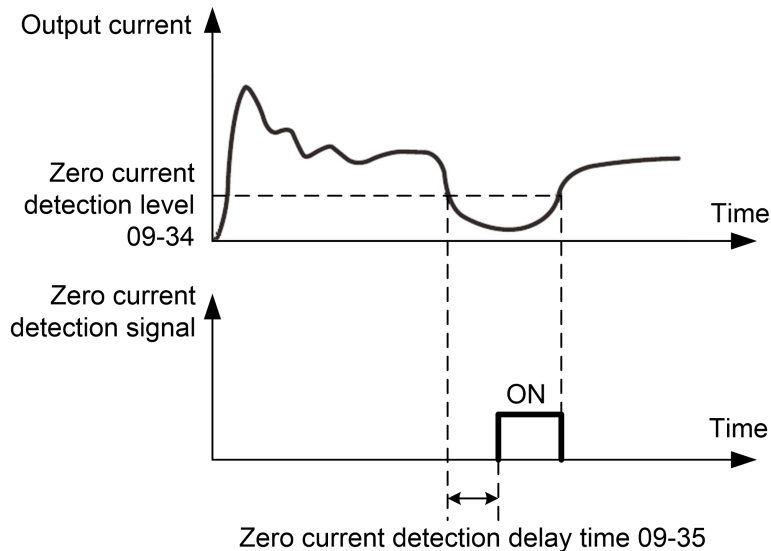 Output current
Zero current
detection level
09-34
Time
Zero current
detection signal
ON
Time
Zero current detection delay time 09-35